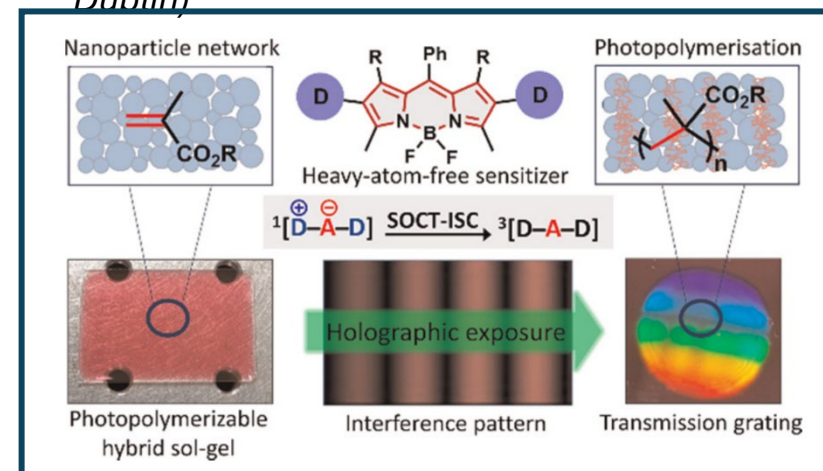 Dublin)
Nanoparticle network
Photopolymerisation
R
Ph
R
D
D
N
B
N
F
F
CO₂R
CO₂R
n
Heavy-atom-free sensitizer
¹[D–A–D] SOCT-ISC ³[D–A–D]
⊕ ⊖
Holographic exposure
Photopolymerizable
hybrid sol-gel
Interference pattern
Transmission grating